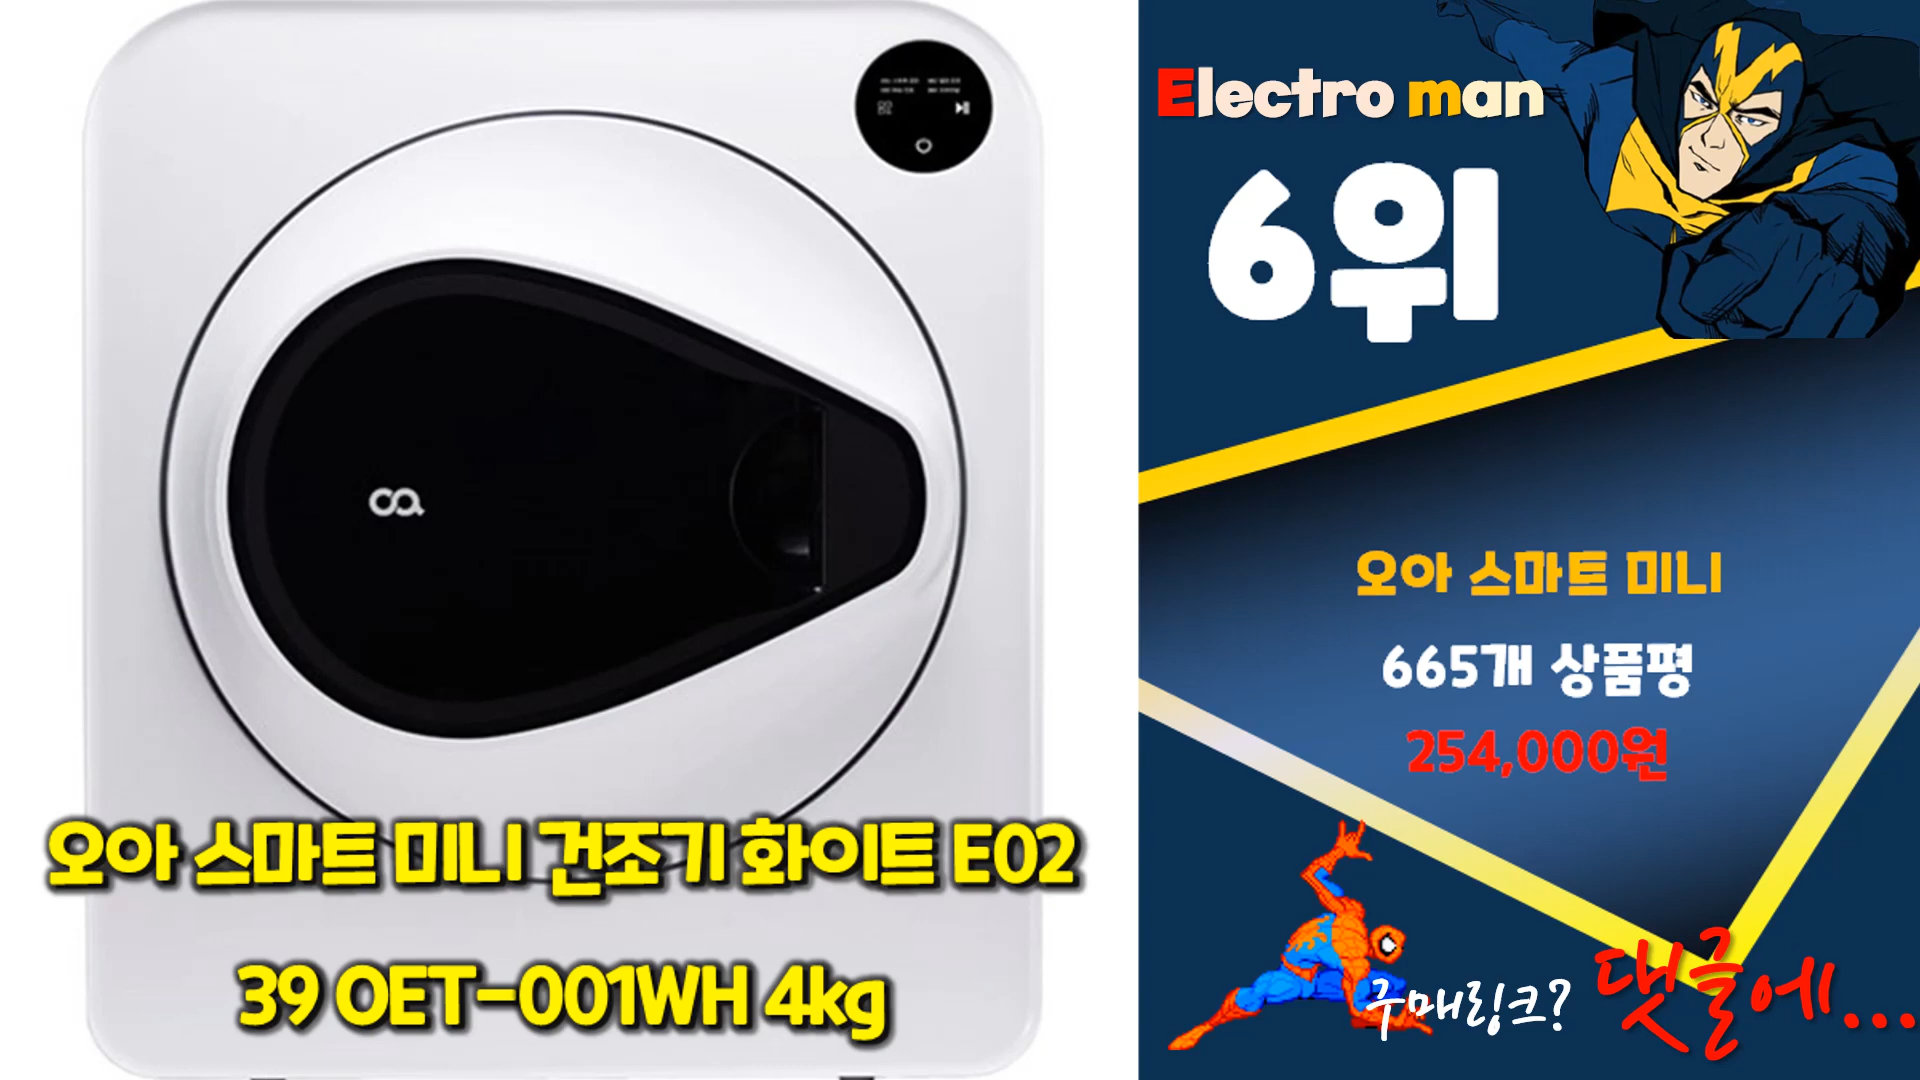 Electro man
6위
오아 스마트 미니
665개 상품평
254,000원
oa
오아 스마트 미니 건조기 화이트 E02
39 OET-001WH 4kg
구매링크? 댓글에...